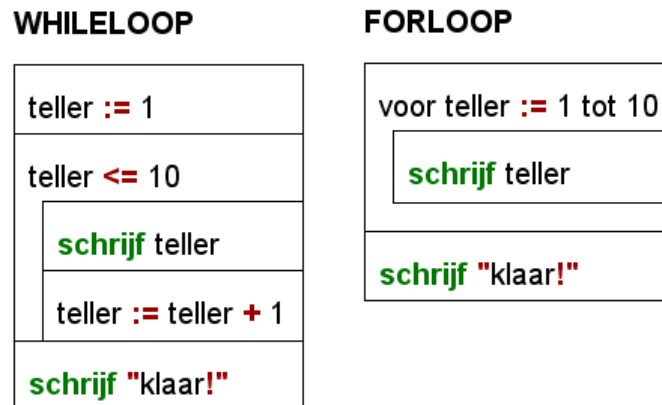 WHILELOOP
teller := 1
teller <= 10
schrijf teller
teller := teller + 1
schrijf "klaar!"
FORLOOP
voor teller := 1 tot 10
schrijf teller
schrijf "klaar!"